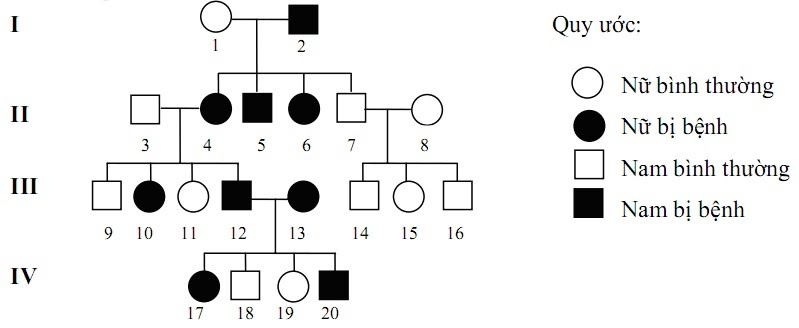 I
1
2
Quy ước:
Nữ bình thường
Nữ bị bệnh
Nam bình thường
Nam bị bệnh
II
3
4
5
6
7
8
III
9
10
11
12
13
14
15
16
IV
17
18
19
20